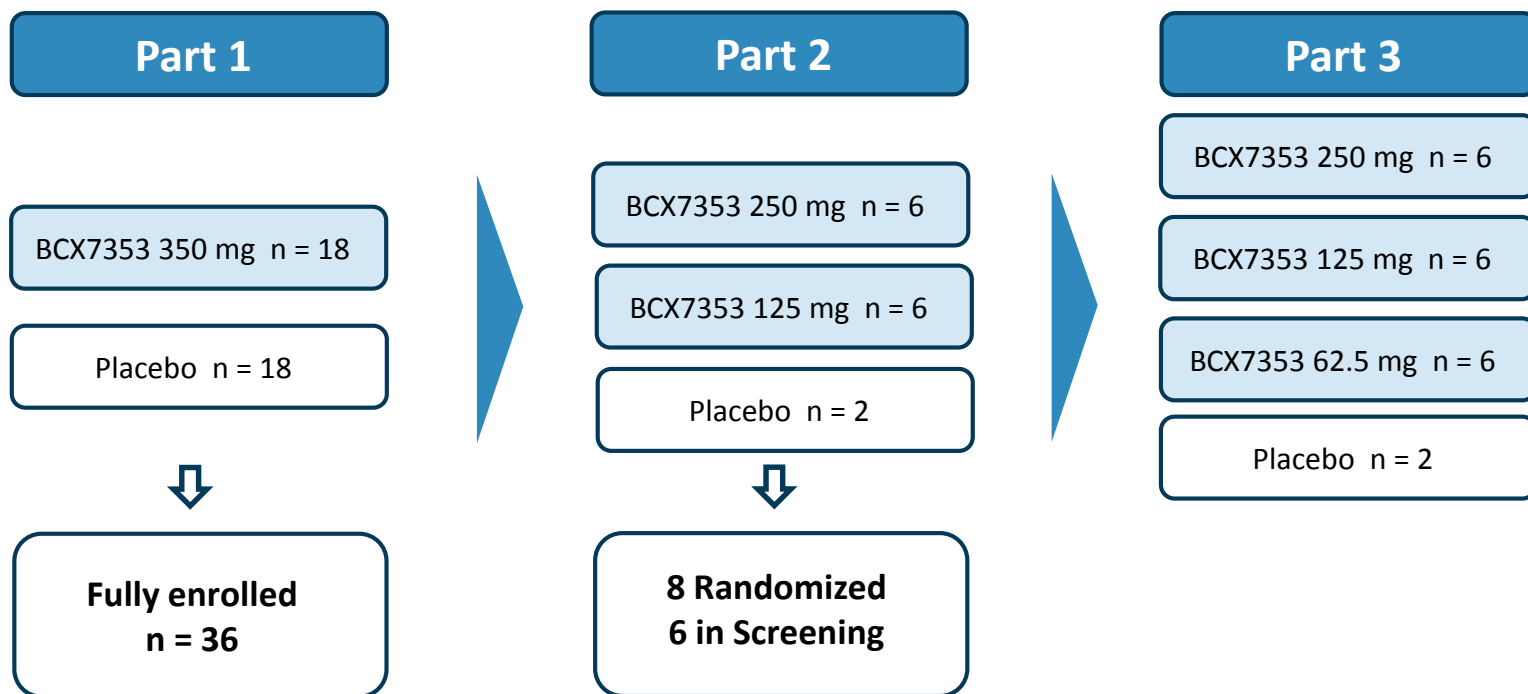 Part 1
BCX7353 350 mg  n = 18
Placebo  n = 18
Fully enrolled
n = 36
Part 2
BCX7353 250 mg  n = 6
BCX7353 125 mg  n = 6
Placebo  n = 2
8 Randomized
6 in Screening
Part 3
BCX7353 250 mg  n = 6
BCX7353 125 mg  n = 6
BCX7353 62.5 mg  n = 6
Placebo  n = 2